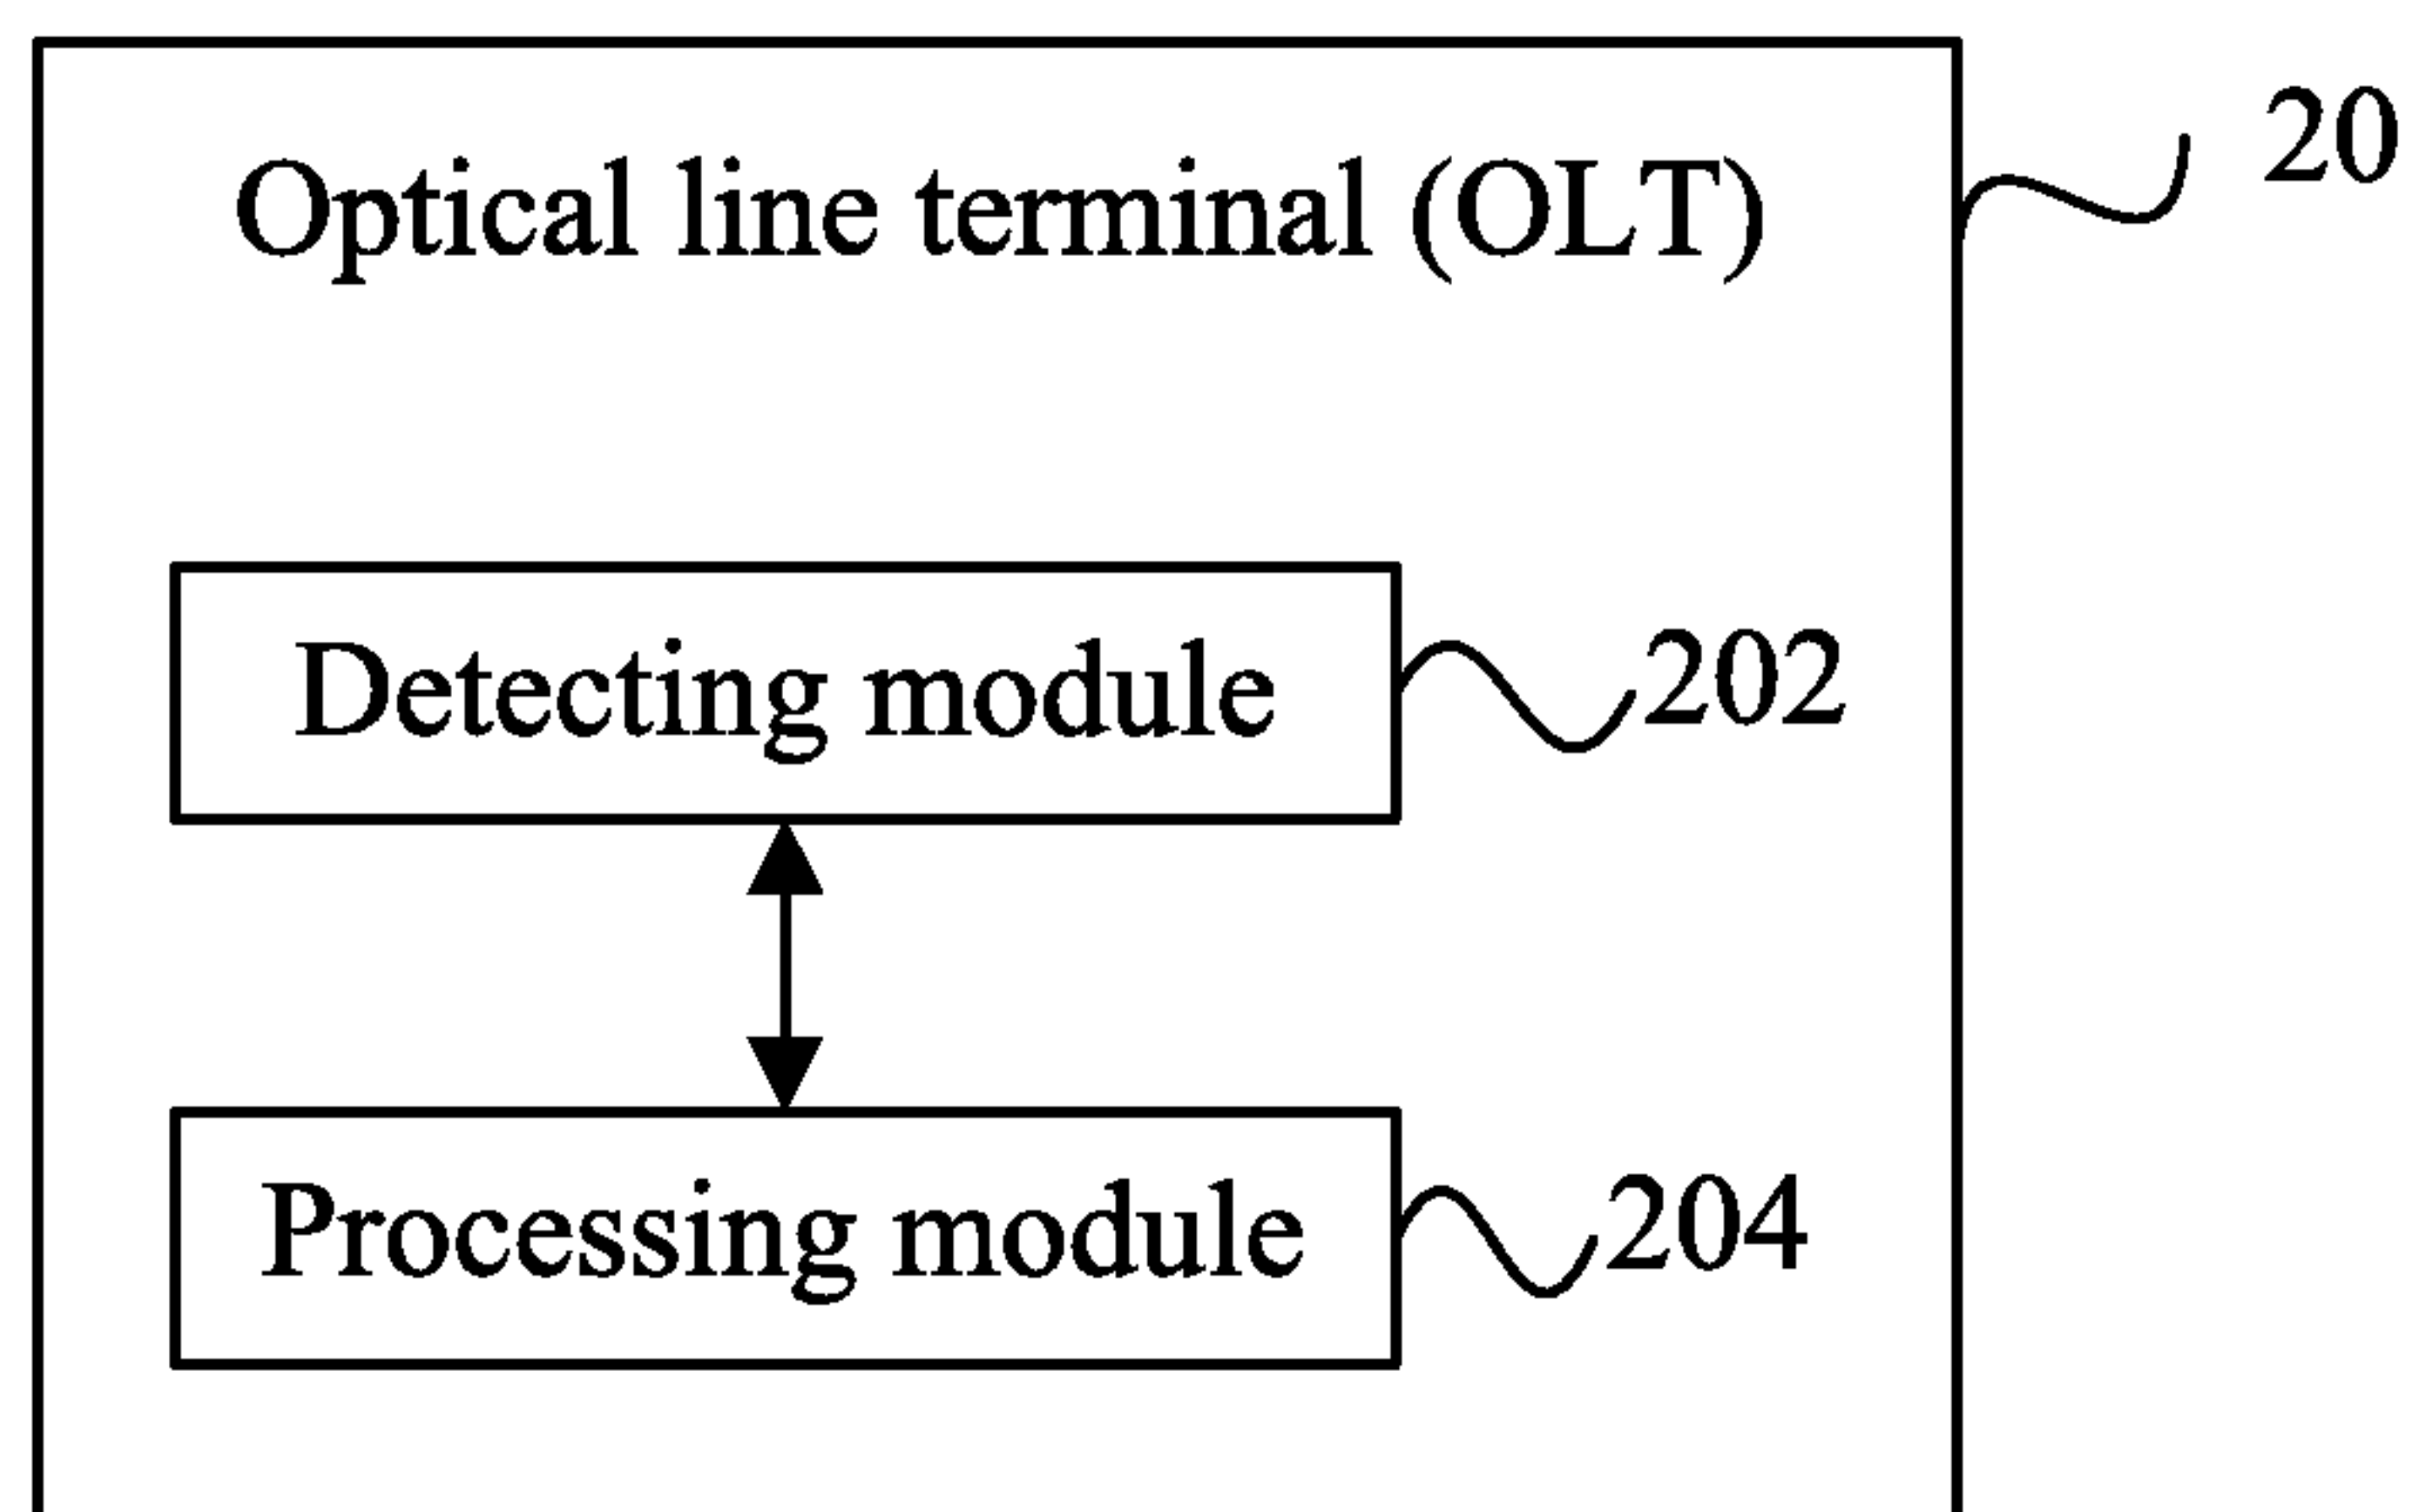 20
Optical line terminal (OLT)
Detecting module
202
Processing module
204